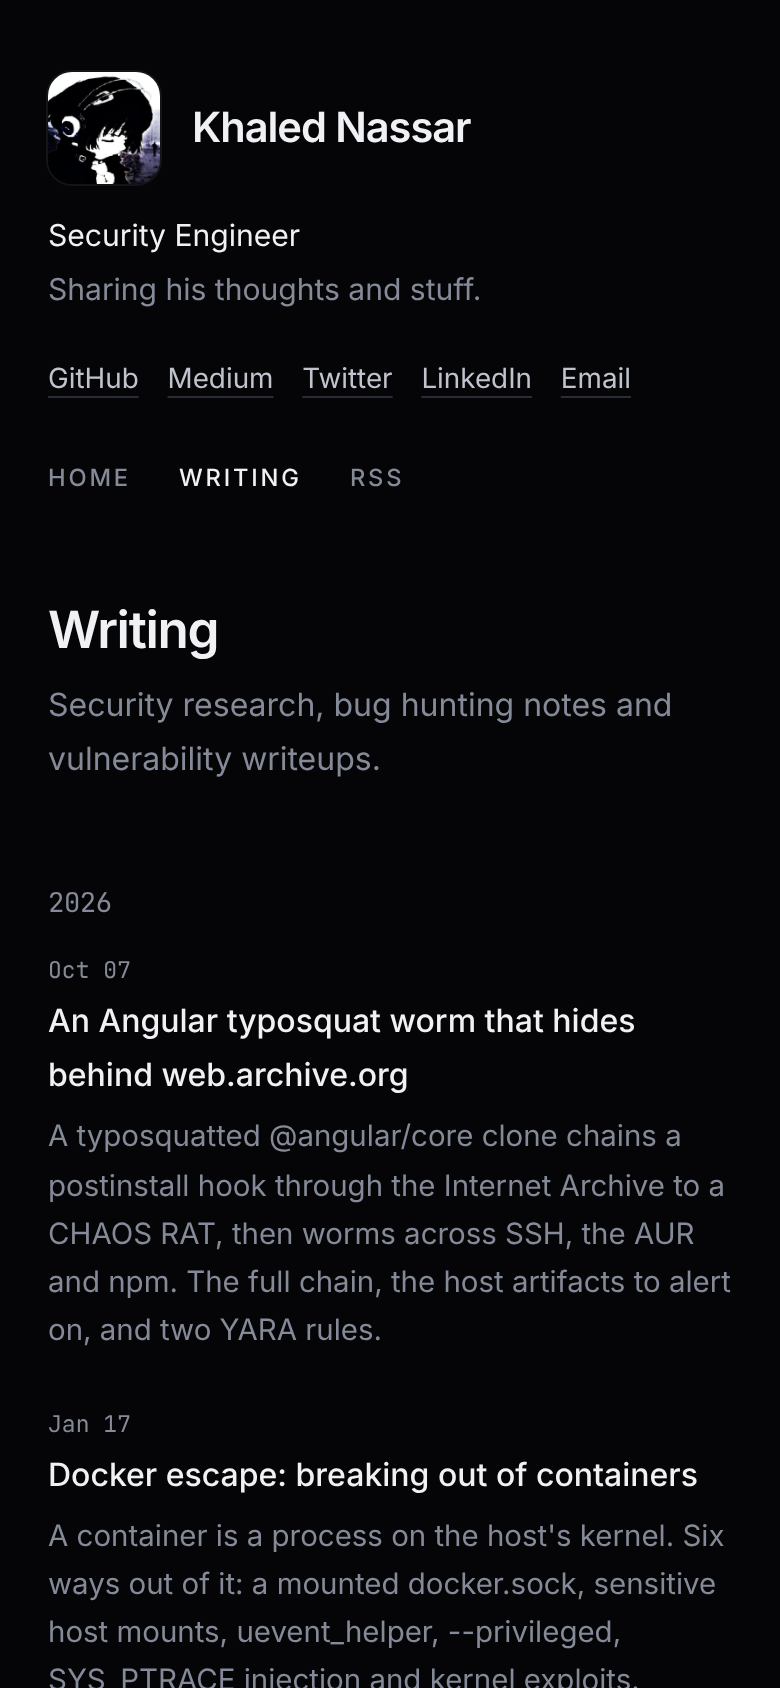 Khaled Nassar
Security Engineer
Sharing his thoughts and stuff.
GitHub Medium Twitter LinkedIn Email
HOME WRITING RSS
Writing
Security research, bug hunting notes and
vulnerability writeups.
2026
Oct 07
An Angular typosquat worm that hides
behind web.archive.org
A typosquatted @angular/core clone chains a
postinstall hook through the Internet Archive to a
CHAOS RAT, then worms across SSH, the AUR
and npm. The full chain, the host artifacts to alert
on, and two YARA rules.
Jan 17
Docker escape: breaking out of containers
A container is a process on the host's kernel. Six
ways out of it: a mounted docker.sock, sensitive
host mounts, uevent_helper, --privileged,
SYS_PTRACE injection and kernel exploits.